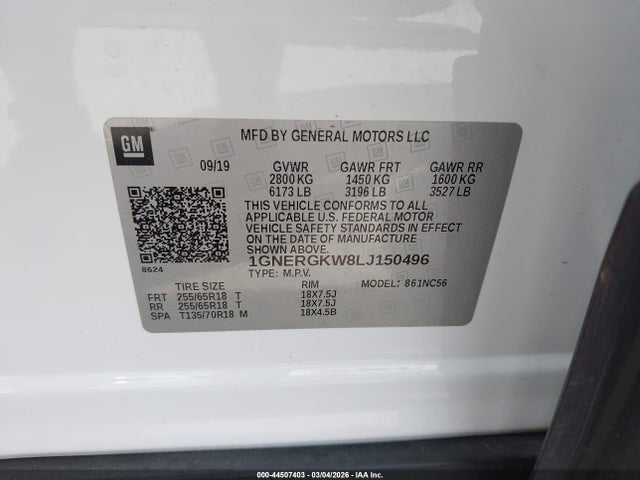 GM
MFD BY GENERAL MOTORS LLC
09/19 GVWR GAWR FRT GAWR RR
2800 KG 1450 KG 1600 KG
6173 LB 3196 LB 3527 LB
THIS VEHICLE CONFORMS TO ALL
APPLICABLE U.S. FEDERAL MOTOR
VEHICLE SAFETY STANDARDS IN EFFECT
ON THE DATE OF MANUFACTURE
SHOWN ABOVE.
1GNERGKW8LJ150496
8624
TYPE: M.P.V.
TIRE SIZE RIM MODEL: 861NC56
FRT 255/65R18 T 18X7.5J
RR 255/65R18 T 18X7.5J
SPA T135/70R18 M 18X4.5B
000-44507403 - 03/04/2026 - IAA Inc.